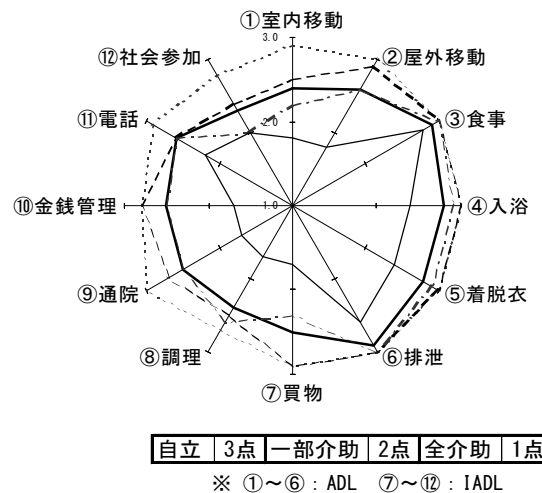 ①室内移動
②屋外移動
③食事
④入浴
⑤着脱衣
⑥排泄
⑦買物
⑧調理
⑨通院
⑩金銭管理
⑪電話
⑫社会参加
3.0
2.0
1.0
自立 3点 一部介助 2点 全介助 1点
※ ①～⑥：ADL ⑦～⑫：IADL